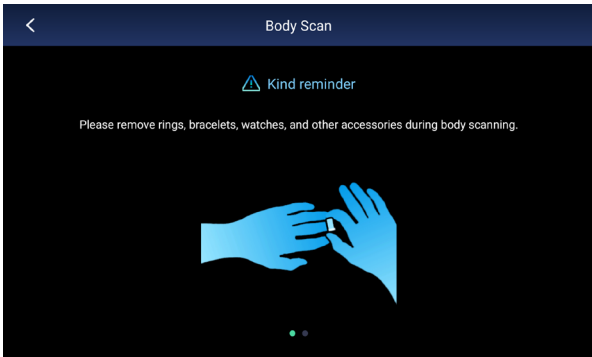 Body Scan
Kind reminder
Please remove rings, bracelets, watches, and other accessories during body scanning.